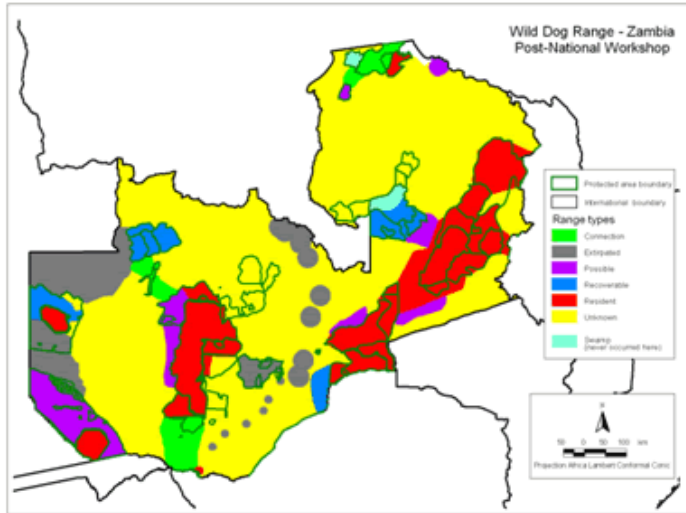 Wild Dog Range - Zambia
Post-National Workshop
Protected area boundary
International boundary
Range types
Connection
Extirpated
Possible
Recoverable
Resident
Unknown
Swamp
(never occurred here)
N
50 0 50 100 km
Projection Africa Lambert Conformal Conic